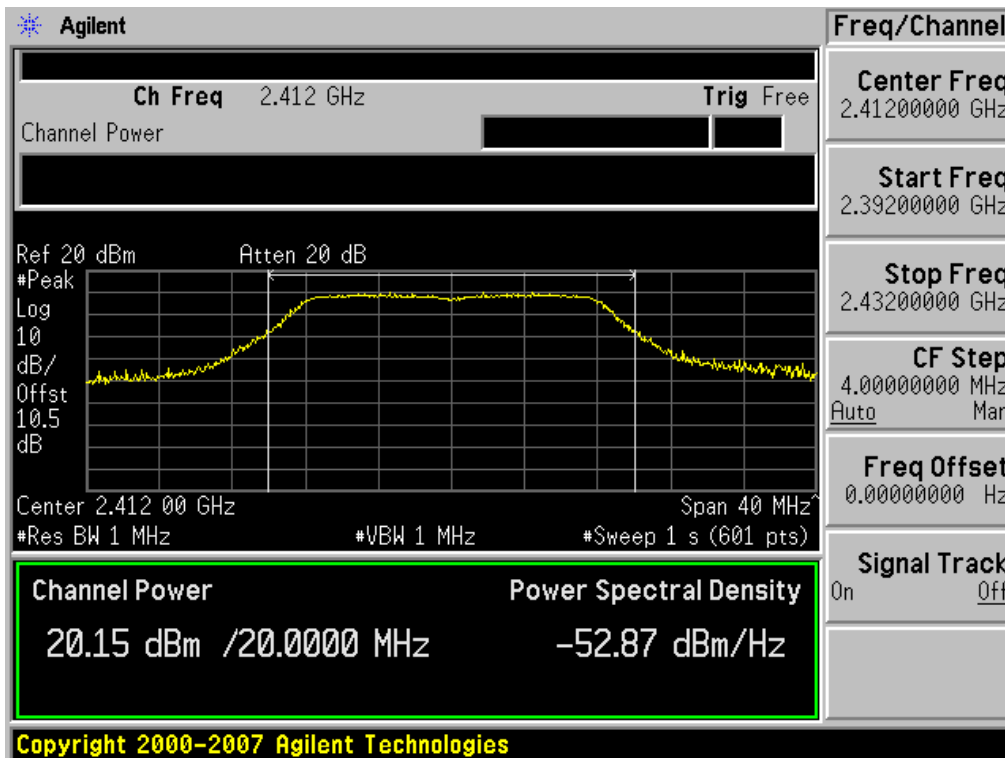 Agilent
Freq/Channel
Ch Freq 2.412 GHz Trig Free
Channel Power
Center Freq
2.41200000 GHz
Start Freq
2.39200000 GHz
Stop Freq
2.43200000 GHz
CF Step
4.00000000 MHz
Auto Man
Freq Offset
0.00000000 Hz
Signal Track
On Off
Ref 20 dBm Atten 20 dB
#Peak
Log
10
dB/
Offst
10.5
dB
Center 2.412 00 GHz Span 40 MHz^
#Res BW 1 MHz #VBW 1 MHz #Sweep 1 s (601 pts)
Channel Power Power Spectral Density
20.15 dBm /20.0000 MHz -52.87 dBm/Hz
Copyright 2000-2007 Agilent Technologies